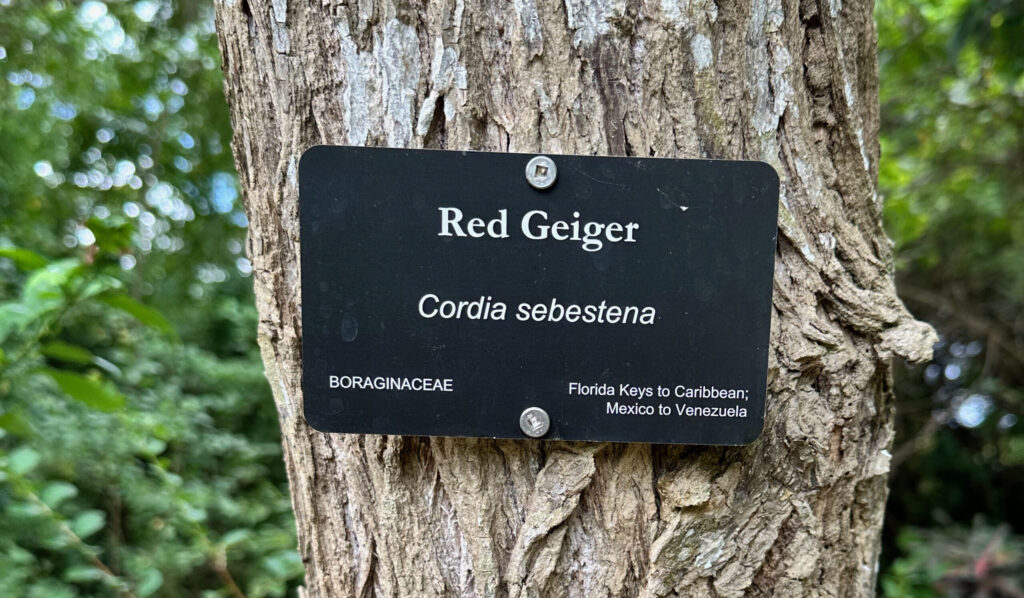 Red Geiger
Cordia sebestena
BORAGINACEAE
Florida Keys to Caribbean;
Mexico to Venezuela